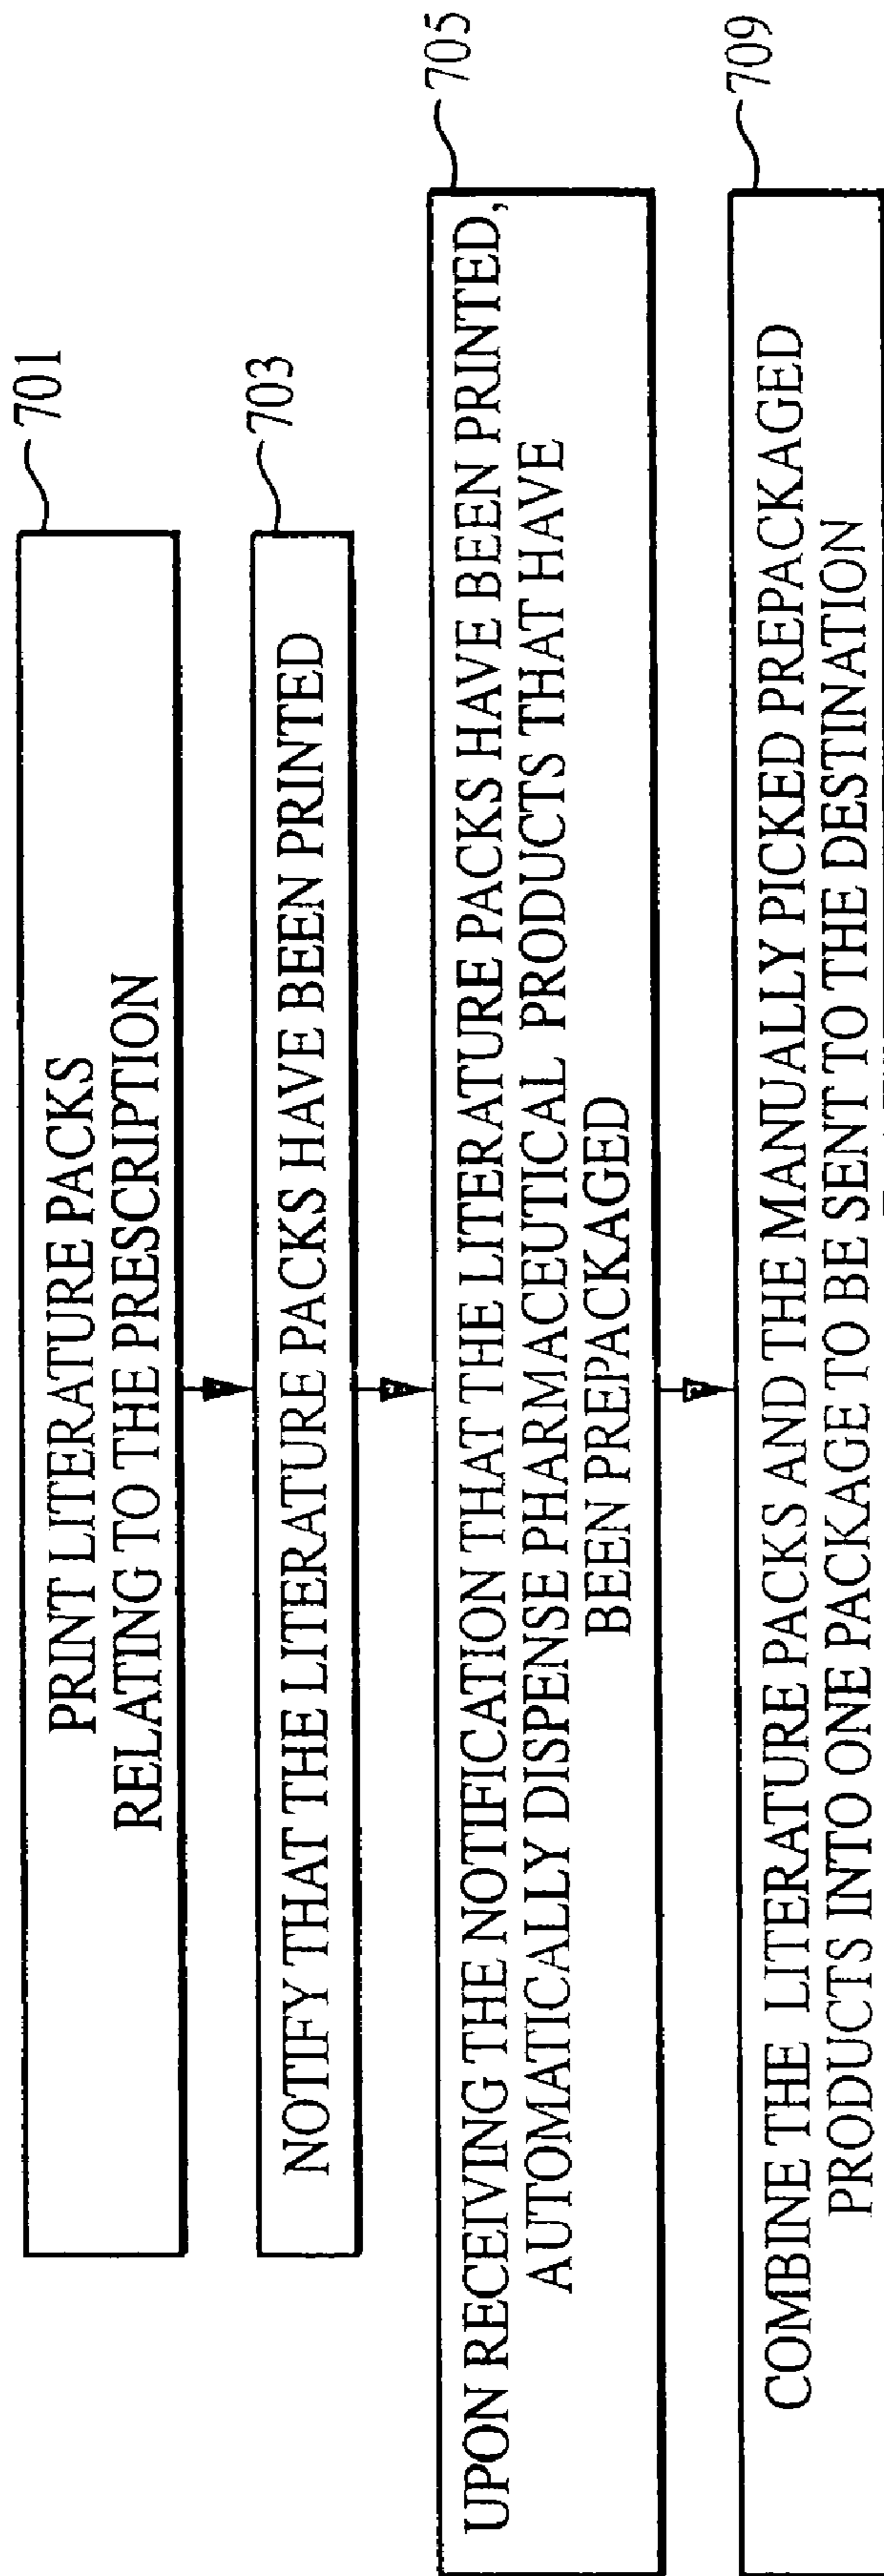 PRINT LITERATURE PACKS
RELATING TO THE PRESCRIPTION
701
NOTIFY THAT THE LITERATURE PACKS HAVE BEEN PRINTED
703
UPON RECEIVING THE NOTIFICATION THAT THE LITERATURE PACKS HAVE BEEN PRINTED,
AUTOMATICALLY DISPENSE PHARMACEUTICAL PRODUCTS THAT HAVE
BEEN PREPACKAGED
705
COMBINE THE LITERATURE PACKS AND THE MANUALLY PICKED PREPACKAGED
PRODUCTS INTO ONE PACKAGE TO BE SENT TO THE DESTINATION
709